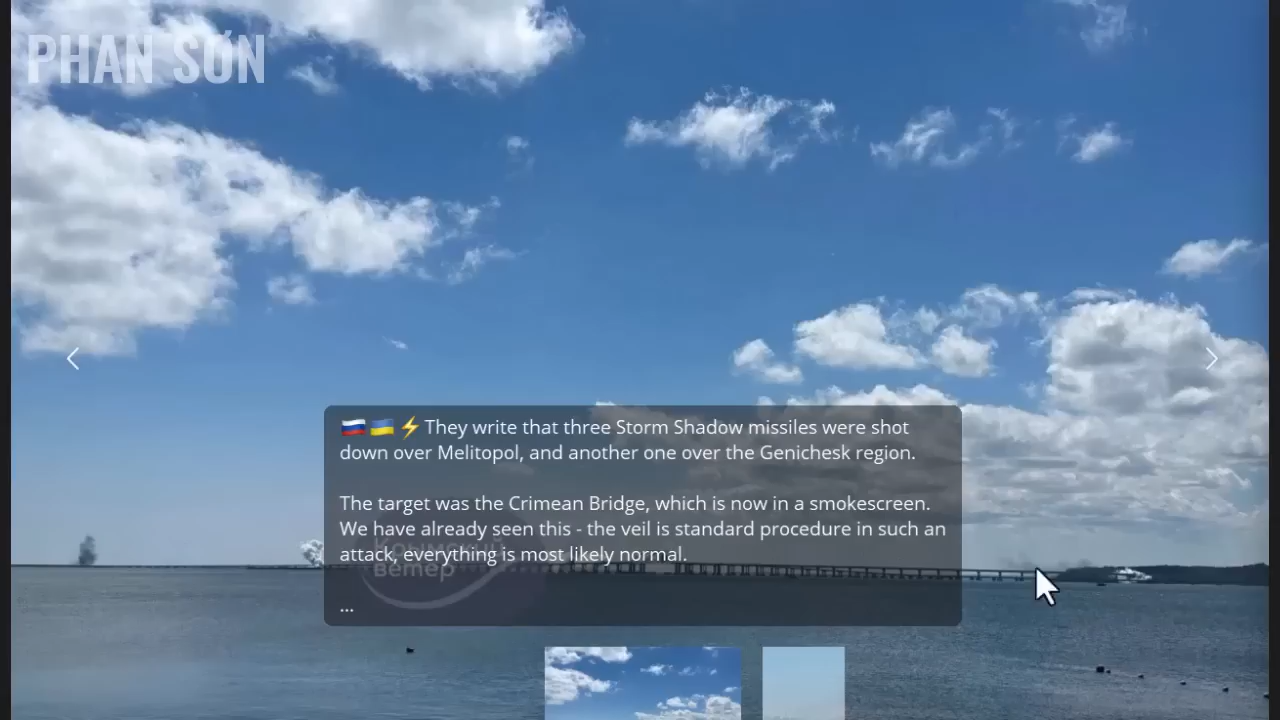 PHAN SƠN
🇷🇺🇺🇦⚡They write that three Storm Shadow missiles were shot
down over Melitopol, and another one over the Genichesk region.
The target was the Crimean Bridge, which is now in a smokescreen.
We have already seen this - the veil is standard procedure in such an
attack, everything is most likely normal.
Крымский
Ветер
...